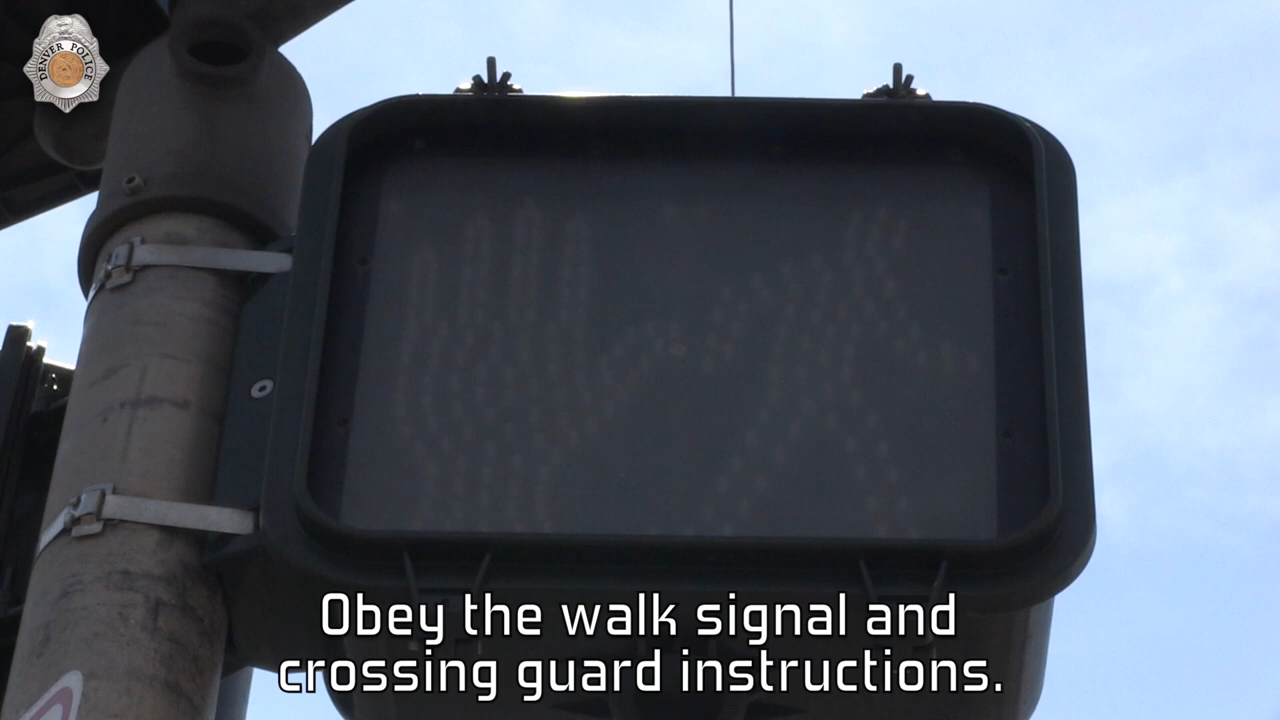 DENVER POLICE
Obey the walk signal and
crossing guard instructions.